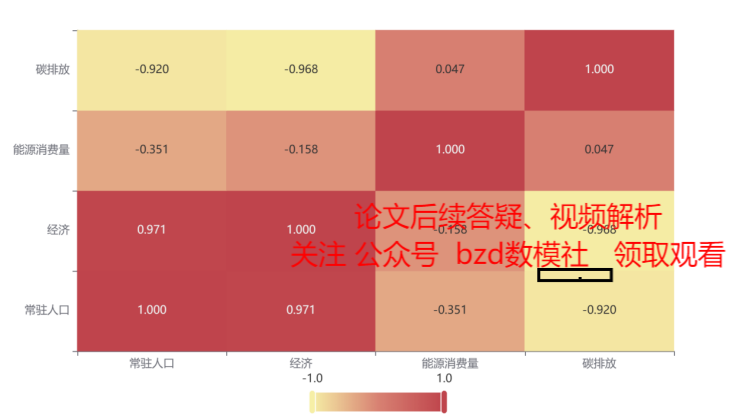 碳排放 -0.920 -0.968 0.047 1.000
能源消费量 -0.351 -0.158 1.000 0.047
论文后续答疑、视频解析
经济 0.971 1.000 -0.158 -0.968
关注 公众号 bzd数模社 领取观看
常驻人口 1.000 0.971 -0.351 -0.920
常驻人口 经济 能源消费量 碳排放
-1.0 1.0